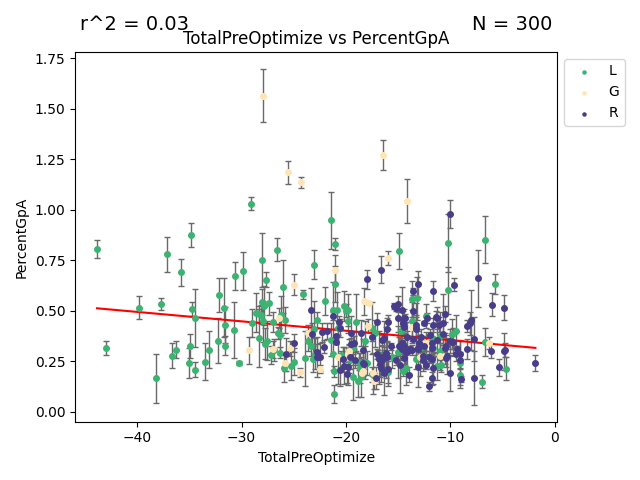 r^2 = 0.03 N = 300
TotalPreOptimize vs PercentGpA
L
G
R
PercentGpA
1.75
1.50
1.25
1.00
0.75
0.50
0.25
0.00
−40 −30 −20 −10 0
TotalPreOptimize